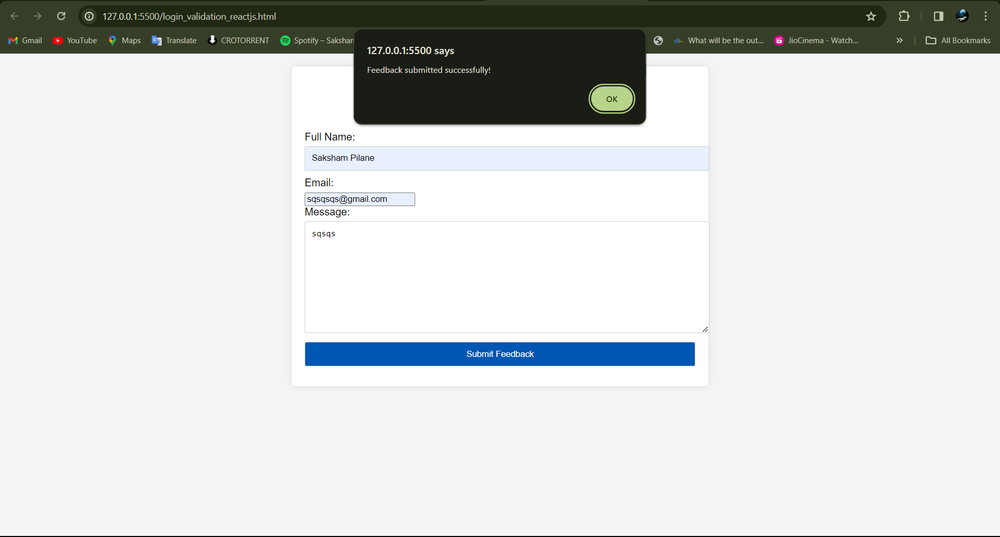 127.0.0.1:5500/login_validation_reactjs.html
Gmail YouTube Maps Translate CROTORRENT Spotify – Saksham What will be the out... JioCinema - Watch... All Bookmarks
127.0.0.1:5500 says
Feedback submitted successfully!
OK
Full Name:
Saksham Pilane
Email:
sqsqsqs@gmail.com
Message:
sqsqs
Submit Feedback